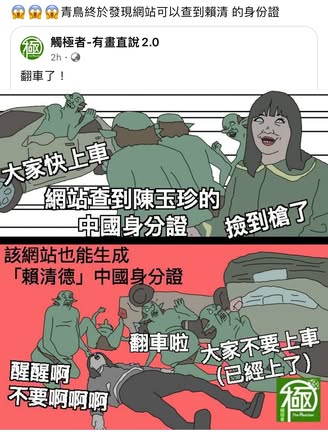 😱😱😱青鳥終於發現網站可以查到賴清 的身份證
觸極者-有畫直說2.0
2h ·
翻車了！
大家快上車
網站查到陳玉珍的
中國身分證
撿到槍了
該網站也能生成
「賴清德」中國身分證
翻車啦
大家不要上車
(已經上了)
醒醒啊
不要啊啊啊
極